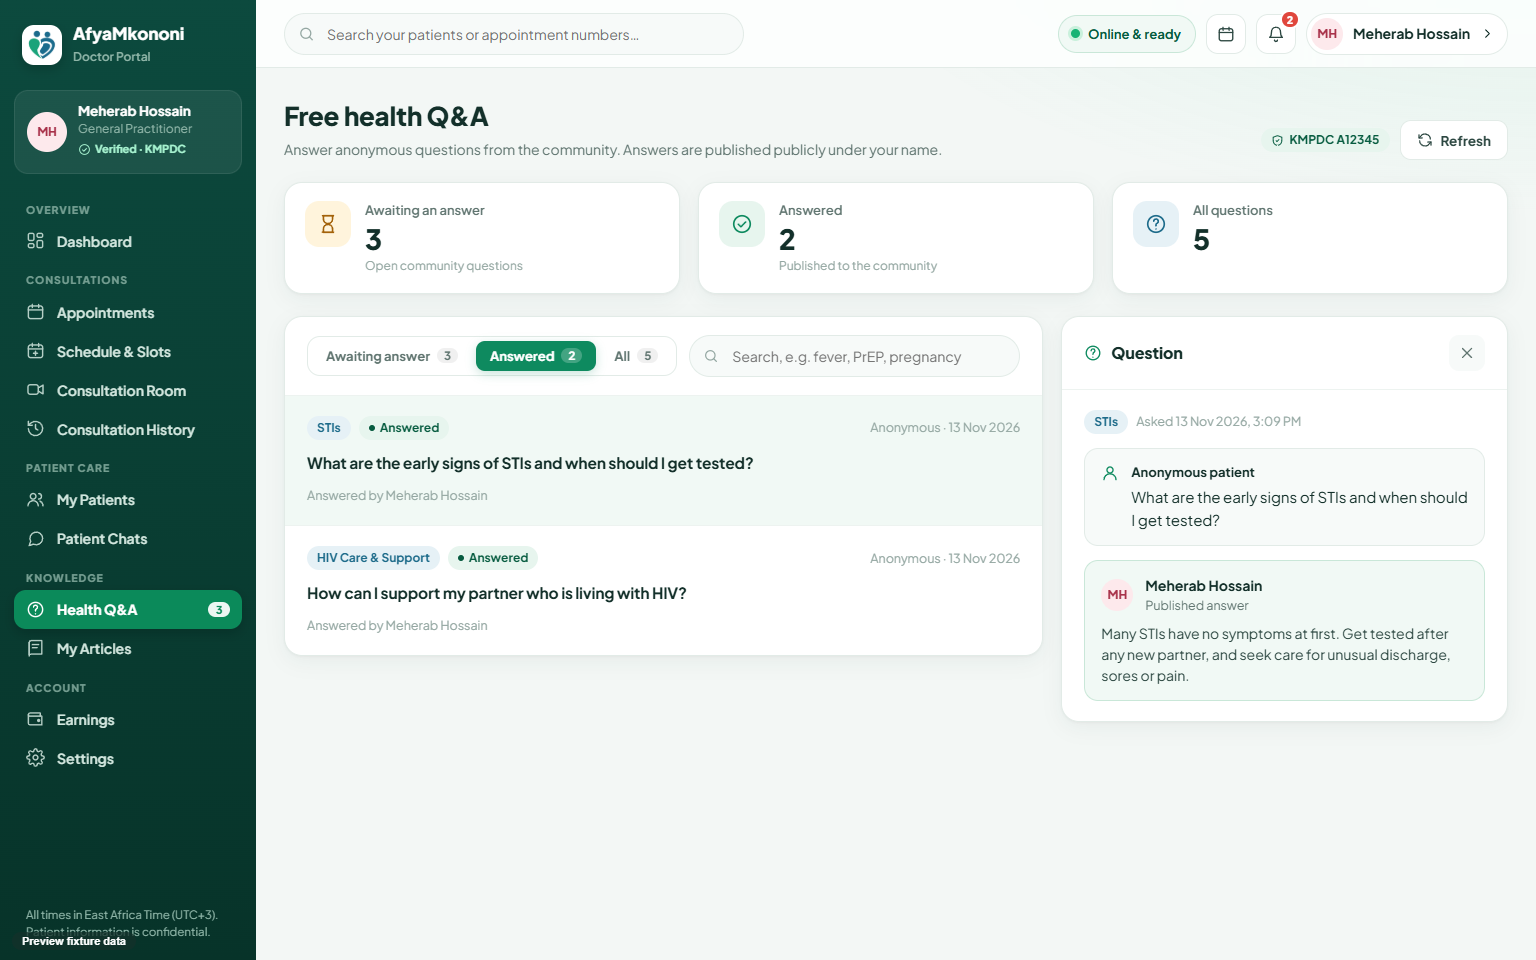 AfyaMkononi
Doctor Portal
MH
Meherab Hossain
General Practitioner
Verified · KMPDC
OVERVIEW
Dashboard
CONSULTATIONS
Appointments
Schedule & Slots
Consultation Room
Consultation History
PATIENT CARE
My Patients
Patient Chats
KNOWLEDGE
Health Q&A 3
My Articles
ACCOUNT
Earnings
Settings
All times in East Africa Time (UTC+3).
Patient information is confidential.
Preview fixture data
Search your patients or appointment numbers...
Online & ready
2
MH Meherab Hossain
Free health Q&A
Answer anonymous questions from the community. Answers are published publicly under your name.
KMPDC A12345
Refresh
Awaiting an answer
3
Open community questions
Answered
2
Published to the community
All questions
5
Awaiting answer 3
Answered 2
All 5
Search, e.g. fever, PrEP, pregnancy
STIs
Answered
Anonymous · 13 Nov 2026
What are the early signs of STIs and when should I get tested?
Answered by Meherab Hossain
HIV Care & Support
Answered
Anonymous · 13 Nov 2026
How can I support my partner who is living with HIV?
Answered by Meherab Hossain
Question
STIs Asked 13 Nov 2026, 3:09 PM
Anonymous patient
What are the early signs of STIs and when should
I get tested?
MH
Meherab Hossain
Published answer
Many STIs have no symptoms at first. Get tested after
any new partner, and seek care for unusual discharge,
sores or pain.